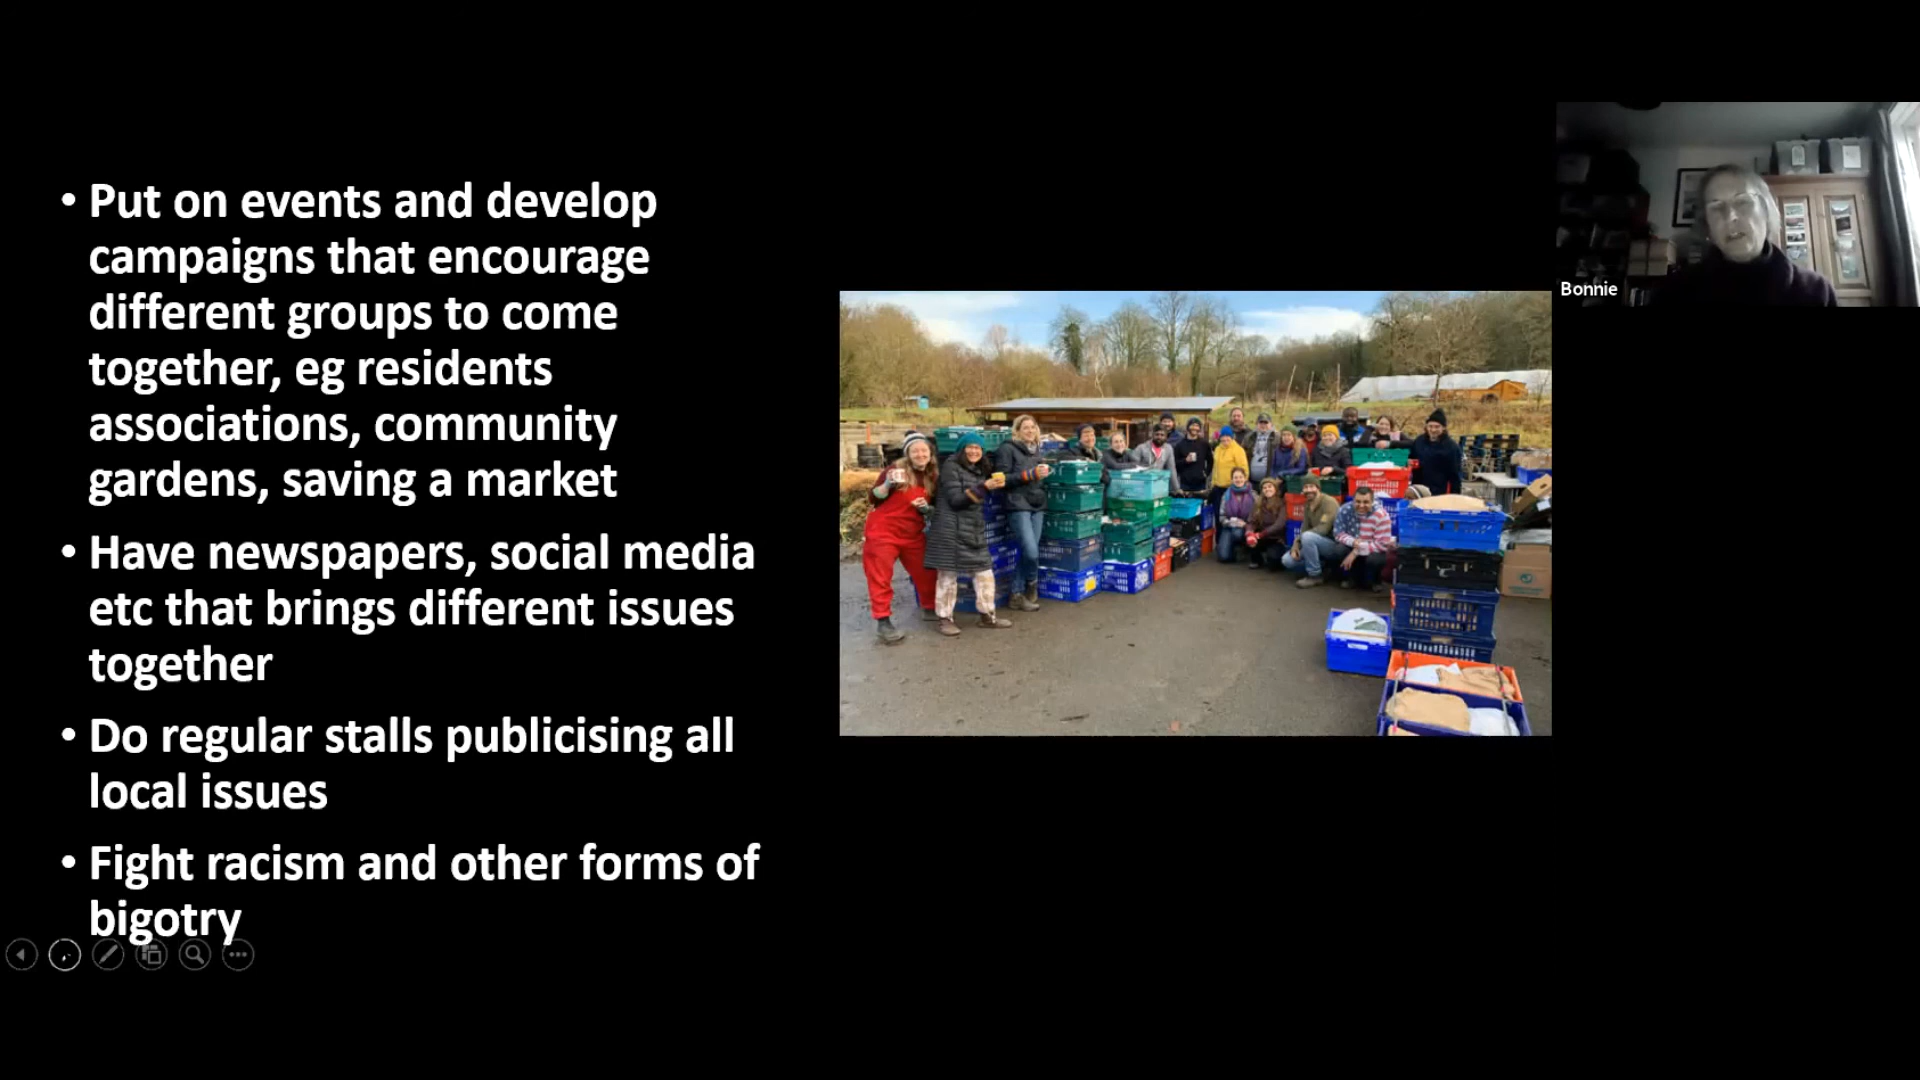 • Put on events and develop
campaigns that encourage
different groups to come
together, eg residents
associations, community
gardens, saving a market
• Have newspapers, social media
etc that brings different issues
together
• Do regular stalls publicising all
local issues
• Fight racism and other forms of
bigotry
Bonnie